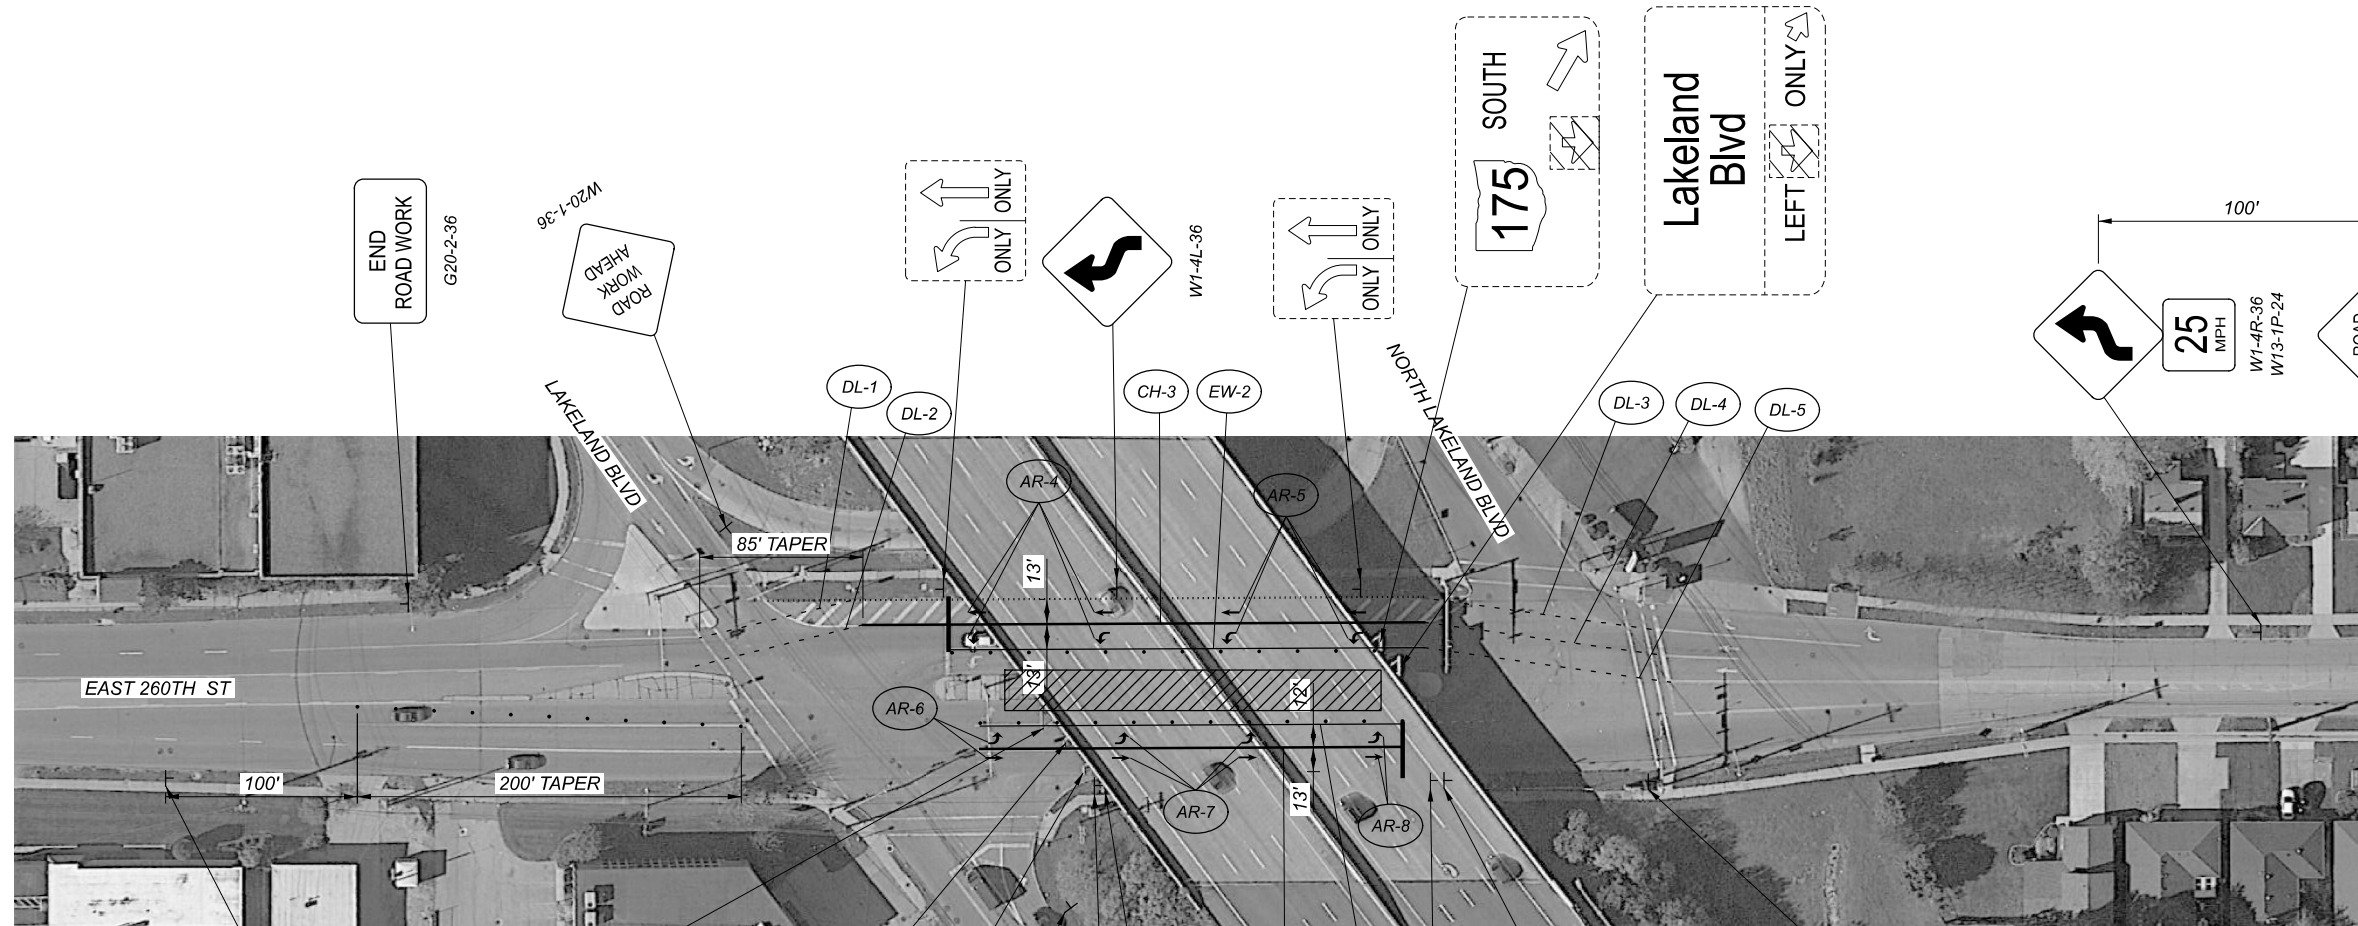 END
ROAD WORK
G20-2-36
W20-1-36
ROAD
WORK
AHEAD
ONLY
ONLY
W1-4L-36
ONLY
ONLY
175
SOUTH
Lakeland
Blvd
LEFT
ONLY
100'
25
MPH
W1-4R-36
W13-1P-24
ROAD
LAKELAND BLVD
DL-1
DL-2
CH-3
EW-2
NORTH LAKELAND BLVD
DL-3
DL-4
DL-5
AR-4
AR-5
85' TAPER
13'
13'
12'
13'
EAST 260TH ST
AR-6
100'
200' TAPER
AR-7
AR-8